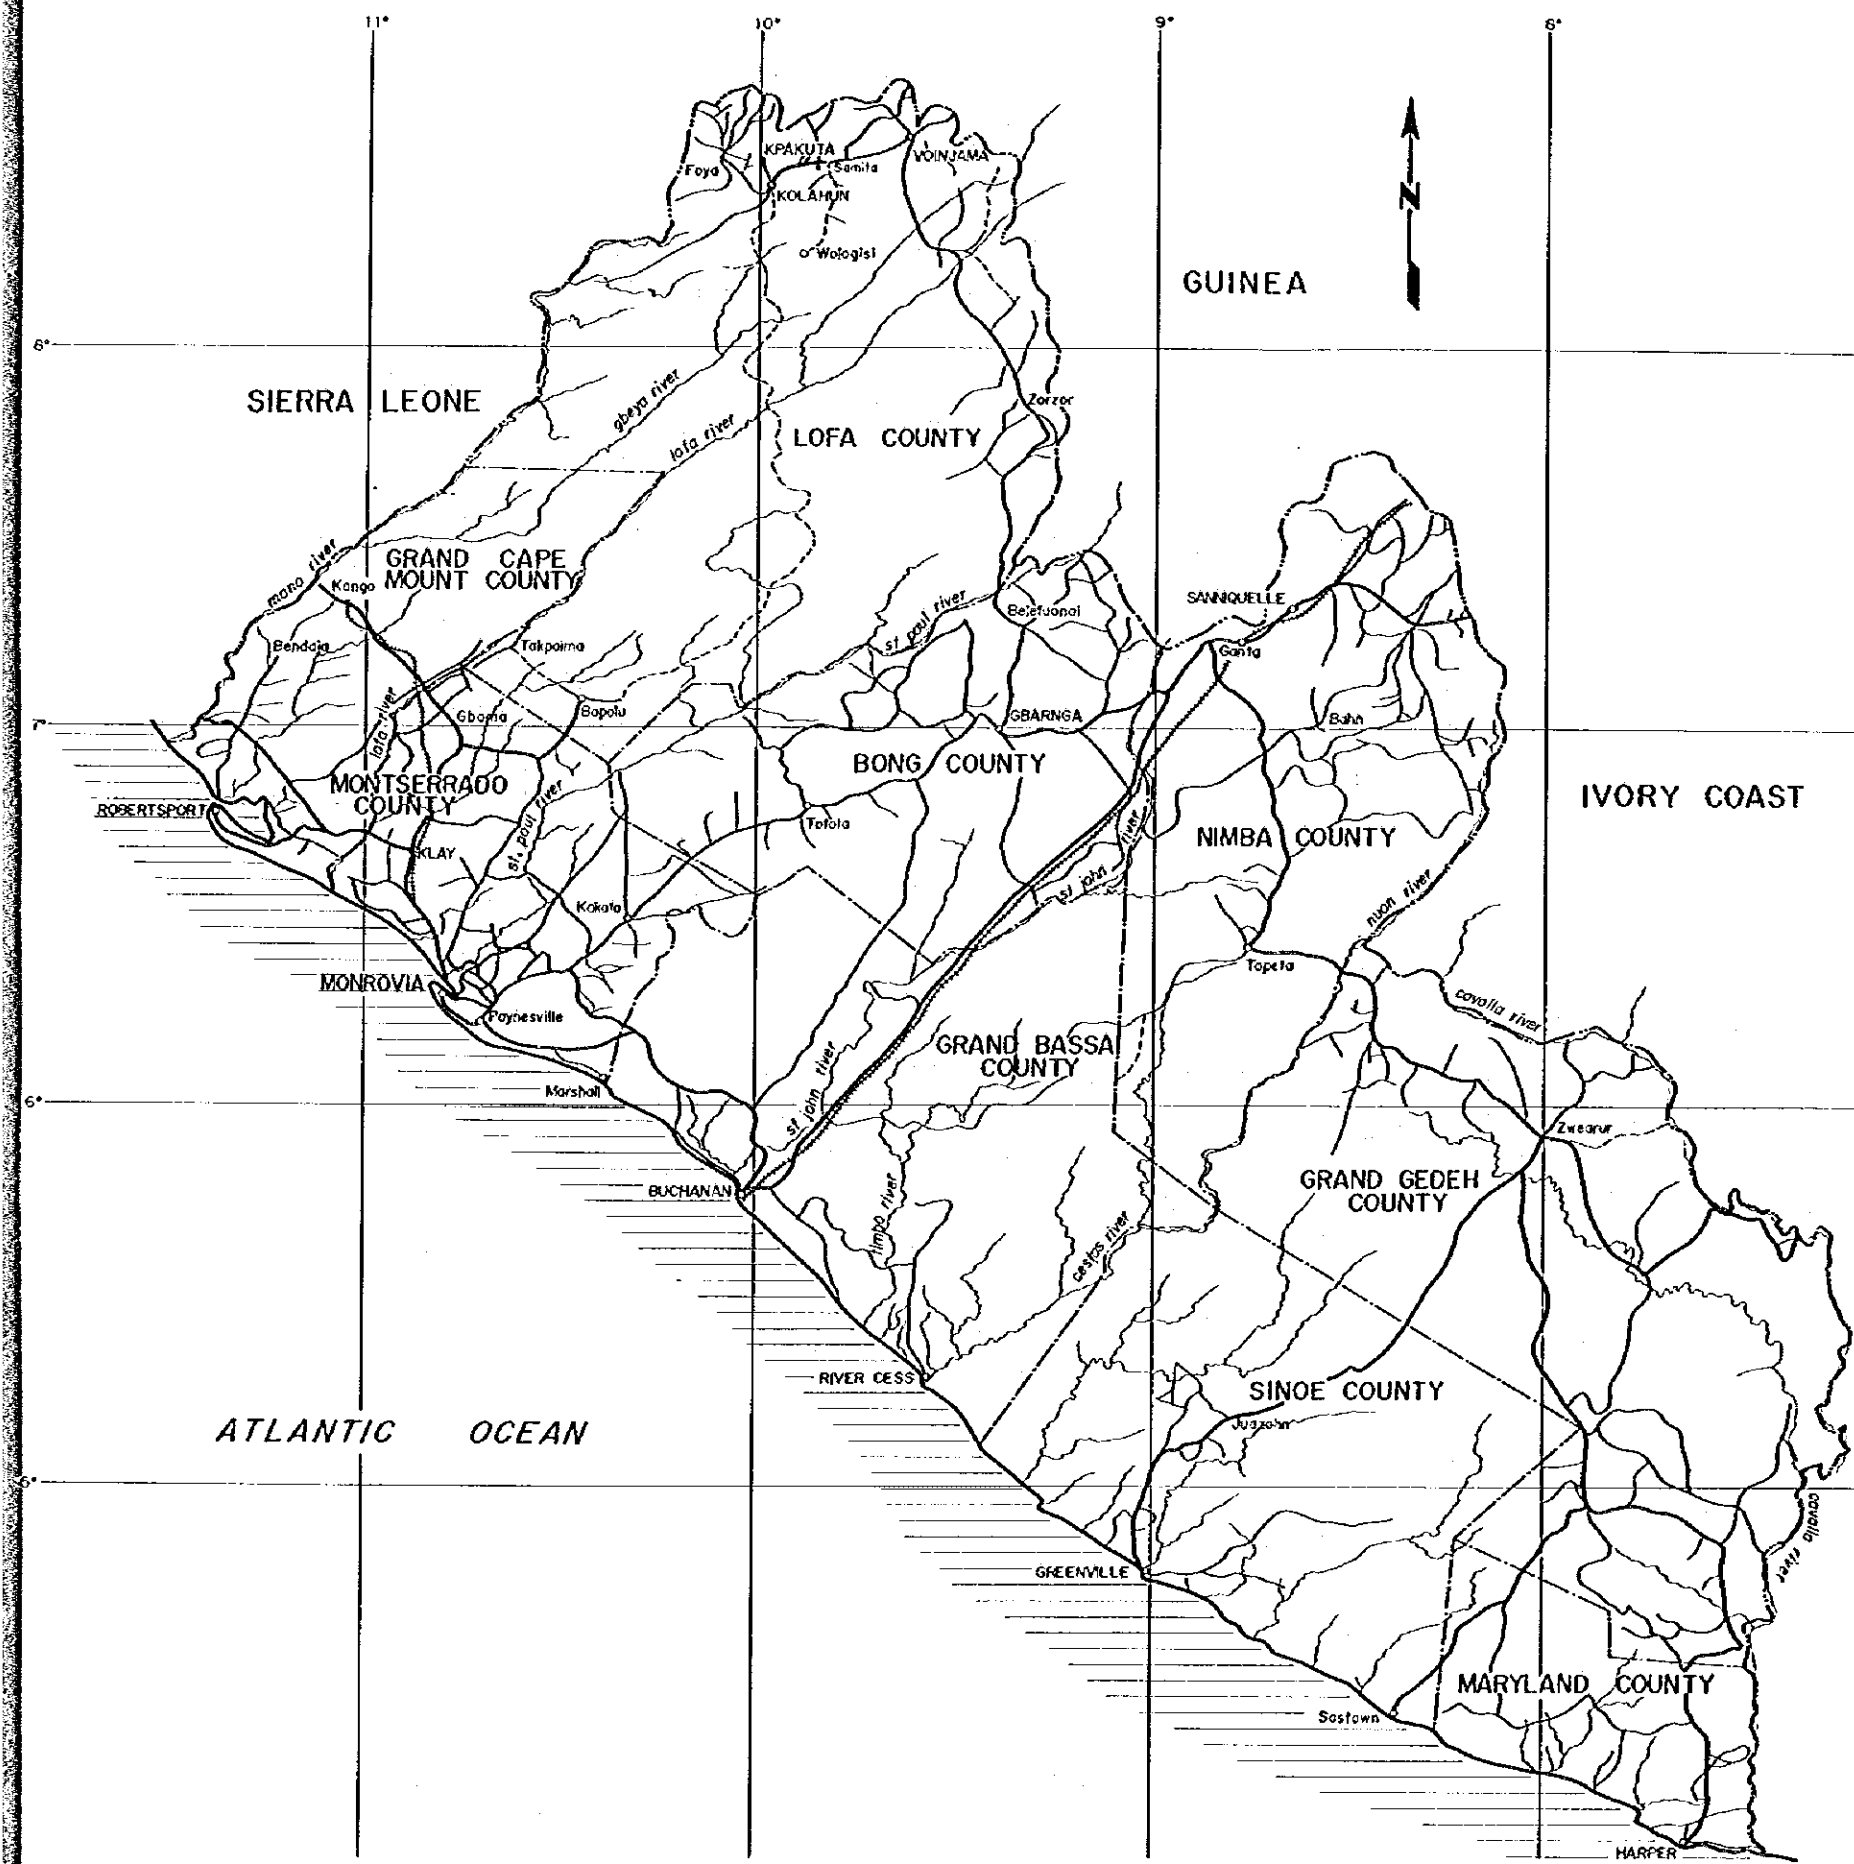 11°
10°
9°
8°
KPAKUTA
VOINJAMA
Foya
Samita
KOLAHUN
Wologisi
GUINEA
8°
SIERRA LEONE
gbeya river
Zorzor
lofa river
LOFA COUNTY
mano river
GRAND CAPE
MOUNT COUNTY
Kongo
SANNIQUELLE
Belefuanai
st paul river
Bendaja
Takpaima
Ganta
lofa river
Gbama
Bopolu
GBARNGA
Bahn
7°
BONG COUNTY
MONTSERRADO
COUNTY
IVORY COAST
ROBERTSPORT
st. paul river
Totota
NIMBA COUNTY
KLAY
st john river
nuon river
Kakata
Tapeta
MONROVIA
cavalla river
Paynesville
GRAND BASSA
COUNTY
Marshall
st john river
6°
Zwearur
GRAND GEDEH
COUNTY
BUCHANAN
timbo river
cestos river
RIVER CESS
SINOE COUNTY
Juazohn
ATLANTIC OCEAN
cavalla river
GREENVILLE
MARYLAND COUNTY
Sastown
HARPER